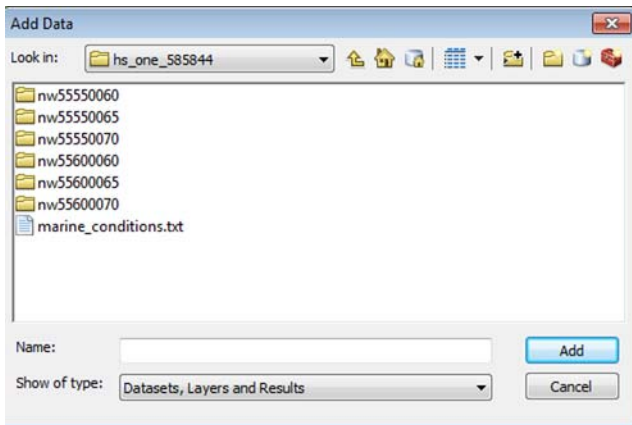 Add Data
Look in: hs_one_585844
nw55550060
nw55550065
nw55550070
nw55600060
nw55600065
nw55600070
marine_conditions.txt
Name: Add
Show of type: Datasets, Layers and Results Cancel